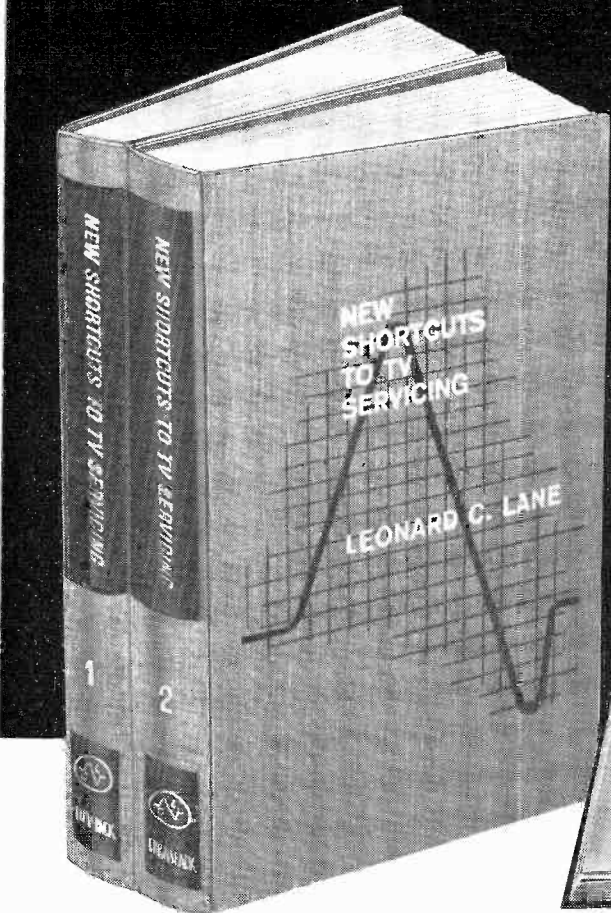 NEW SHORTCUTS TO TV SERVICING
1
NEW SHORTCUTS TO TV SERVICING
2
NEW
SHORTCUTS
TO TV
SERVICING
LEONARD C. LANE